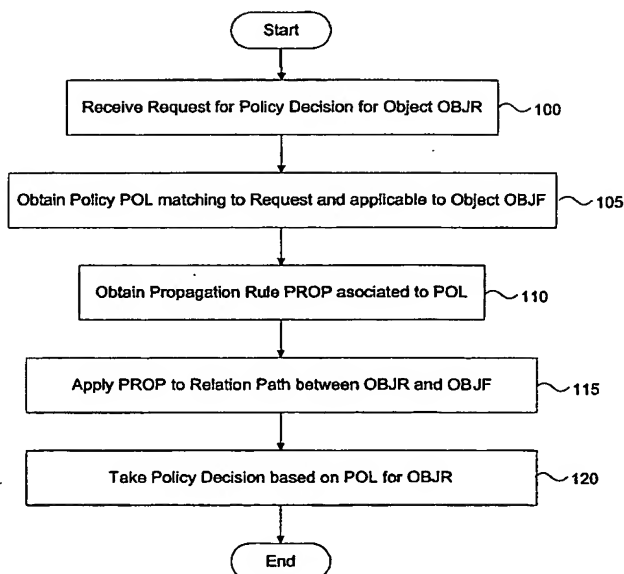 Start
Receive Request for Policy Decision for Object OBJR
100
Obtain Policy POL matching to Request and applicable to Object OBJF
105
Obtain Propagation Rule PROP asociated to POL
110
Apply PROP to Relation Path between OBJR and OBJF
115
Take Policy Decision based on POL for OBJR
120
End